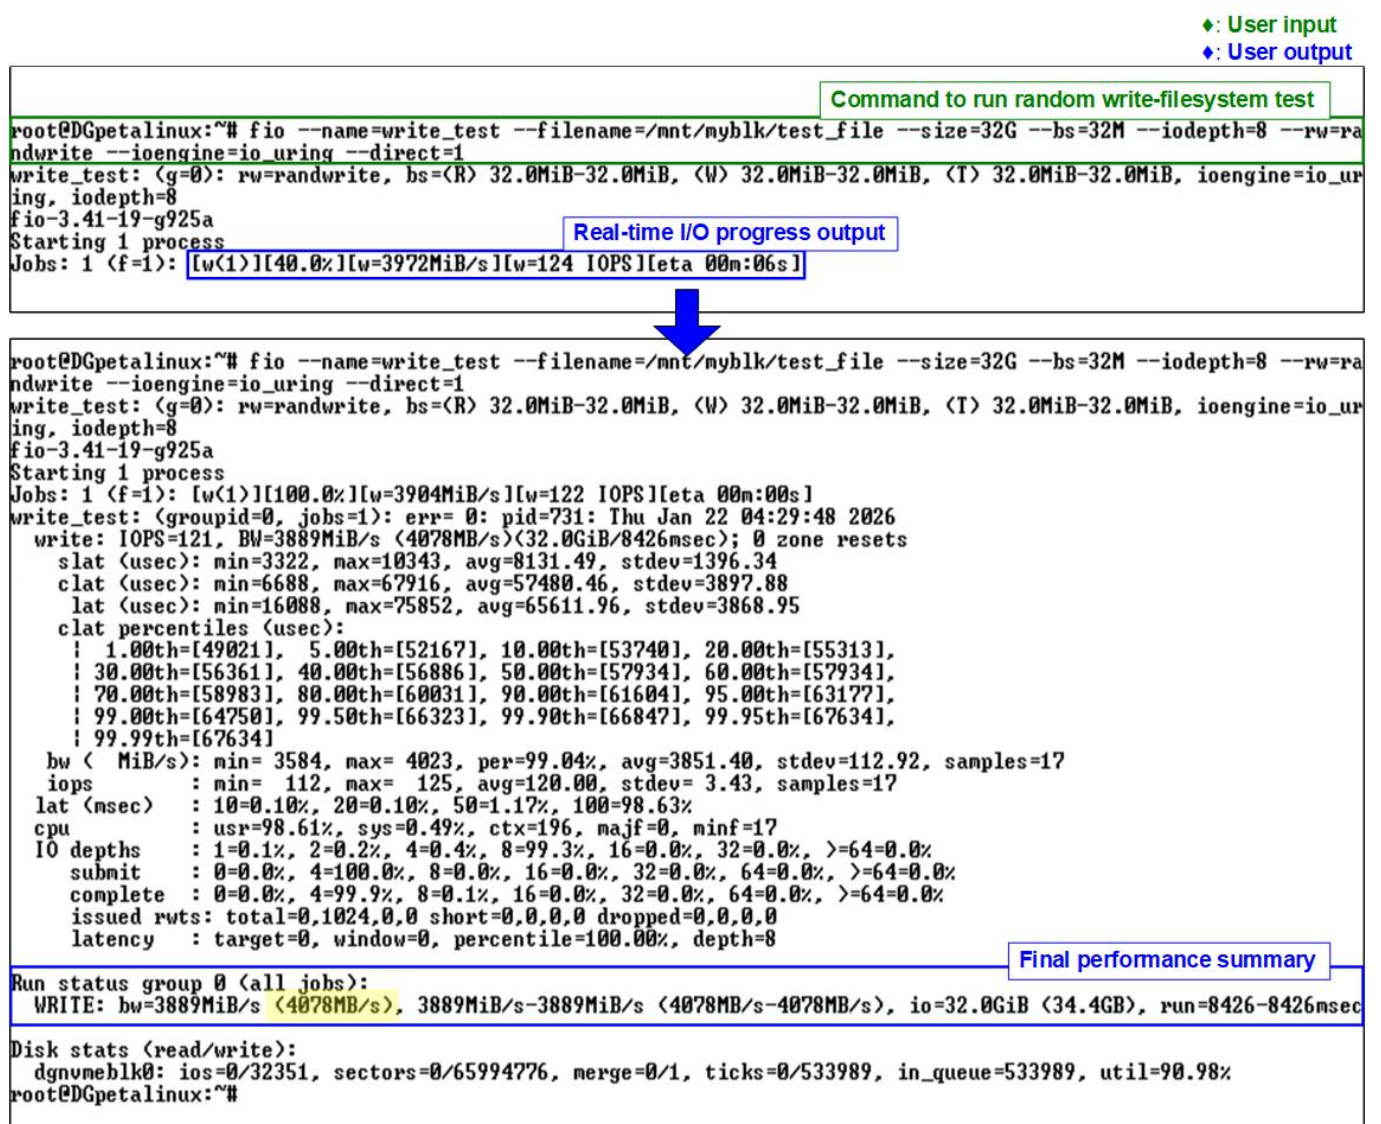 ♦: User input
♦: User output
Command to run random write-filesystem test
root@DGpetalinux:~# fio --name=write_test --filename=/mnt/myblk/test_file --size=32G --bs=32M --iodepth=8 --rw=ra
ndwrite --ioengine=io_uring --direct=1
write_test: (g=0): rw=randwrite, bs=(R) 32.0MiB-32.0MiB, (W) 32.0MiB-32.0MiB, (T) 32.0MiB-32.0MiB, ioengine=io_ur
ing, iodepth=8
fio-3.41-19-g925a
Starting 1 process
Real-time I/O progress output
Jobs: 1 (f=1): [w(1)][40.0%][w=3972MiB/s][w=124 IOPS][eta 00m:06s]
root@DGpetalinux:~# fio --name=write_test --filename=/mnt/myblk/test_file --size=32G --bs=32M --iodepth=8 --rw=ra
ndwrite --ioengine=io_uring --direct=1
write_test: (g=0): rw=randwrite, bs=(R) 32.0MiB-32.0MiB, (W) 32.0MiB-32.0MiB, (T) 32.0MiB-32.0MiB, ioengine=io_ur
ing, iodepth=8
fio-3.41-19-g925a
Starting 1 process
Jobs: 1 (f=1): [w(1)][100.0%][w=3904MiB/s][w=122 IOPS][eta 00m:00s]
write_test: (groupid=0, jobs=1): err= 0: pid=731: Thu Jan 22 04:29:48 2026
  write: IOPS=121, BW=3889MiB/s (4078MB/s)(32.0GiB/8426msec); 0 zone resets
    slat (usec): min=3322, max=10343, avg=8131.49, stdev=1396.34
    clat (usec): min=6688, max=67916, avg=57480.46, stdev=3897.88
     lat (usec): min=16088, max=75852, avg=65611.96, stdev=3868.95
    clat percentiles (usec):
     |  1.00th=[49021],  5.00th=[52167], 10.00th=[53740], 20.00th=[55313],
     | 30.00th=[56361], 40.00th=[56886], 50.00th=[57934], 60.00th=[57934],
     | 70.00th=[58983], 80.00th=[60031], 90.00th=[61604], 95.00th=[63177],
     | 99.00th=[64750], 99.50th=[66323], 99.90th=[66847], 99.95th=[67634],
     | 99.99th=[67634]
   bw (  MiB/s): min= 3584, max= 4023, per=99.04%, avg=3851.40, stdev=112.92, samples=17
   iops        : min=  112, max=  125, avg=120.00, stdev= 3.43, samples=17
  lat (msec)   : 10=0.10%, 20=0.10%, 50=1.17%, 100=98.63%
  cpu          : usr=98.61%, sys=0.49%, ctx=196, majf=0, minf=17
  IO depths    : 1=0.1%, 2=0.2%, 4=0.4%, 8=99.3%, 16=0.0%, 32=0.0%, >=64=0.0%
     submit    : 0=0.0%, 4=100.0%, 8=0.0%, 16=0.0%, 32=0.0%, 64=0.0%, >=64=0.0%
     complete  : 0=0.0%, 4=99.9%, 8=0.1%, 16=0.0%, 32=0.0%, 64=0.0%, >=64=0.0%
     issued rwts: total=0,1024,0,0 short=0,0,0,0 dropped=0,0,0,0
     latency   : target=0, window=0, percentile=100.00%, depth=8
Final performance summary
Run status group 0 (all jobs):
  WRITE: bw=3889MiB/s (4078MB/s), 3889MiB/s-3889MiB/s (4078MB/s-4078MB/s), io=32.0GiB (34.4GB), run=8426-8426msec
Disk stats (read/write):
  dgnvmeblk0: ios=0/32351, sectors=0/65994776, merge=0/1, ticks=0/533989, in_queue=533989, util=90.98%
root@DGpetalinux:~#